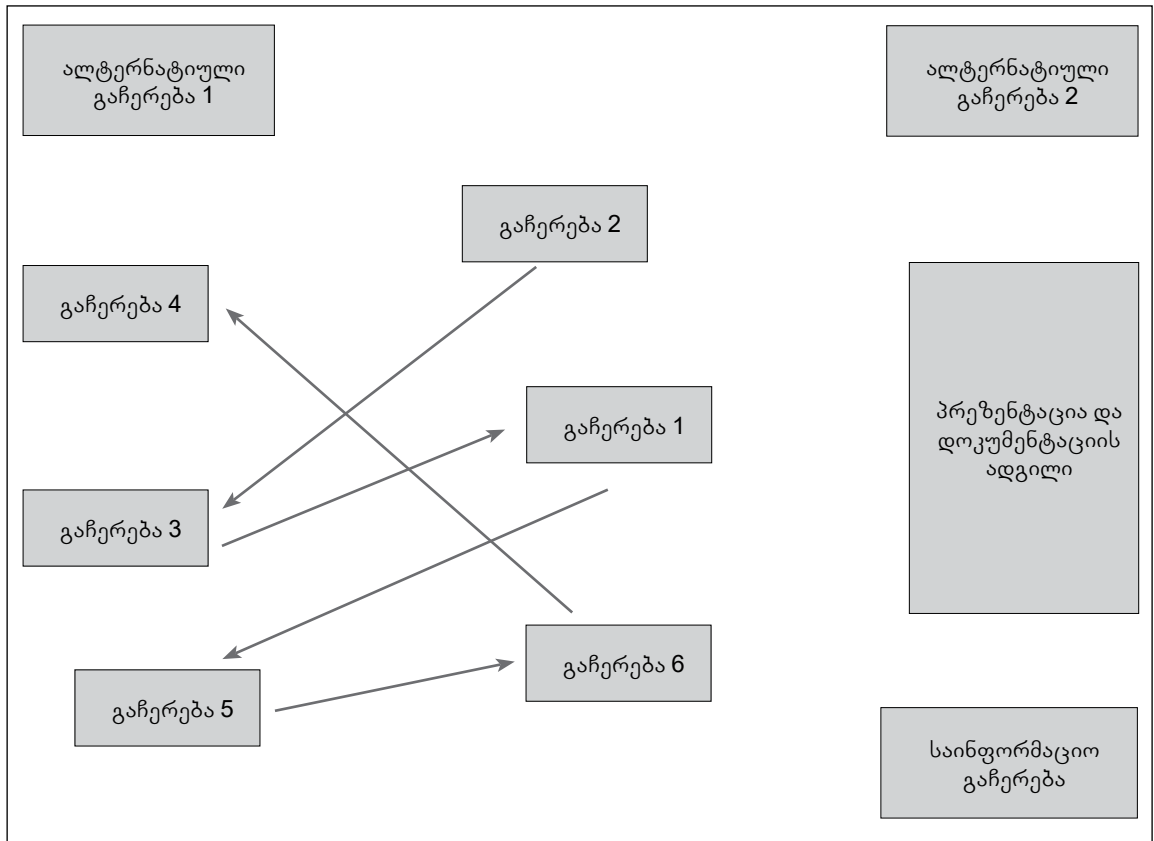 ალტერნატიული
გაჩერება 1
ალტერნატიული
გაჩერება 2
გაჩერება 2
გაჩერება 4
გაჩერება 1
პრეზენტაცია და
დოკუმენტაციის
ადგილი
გაჩერება 3
გაჩერება 6
გაჩერება 5
საინფორმაციო
გაჩერება